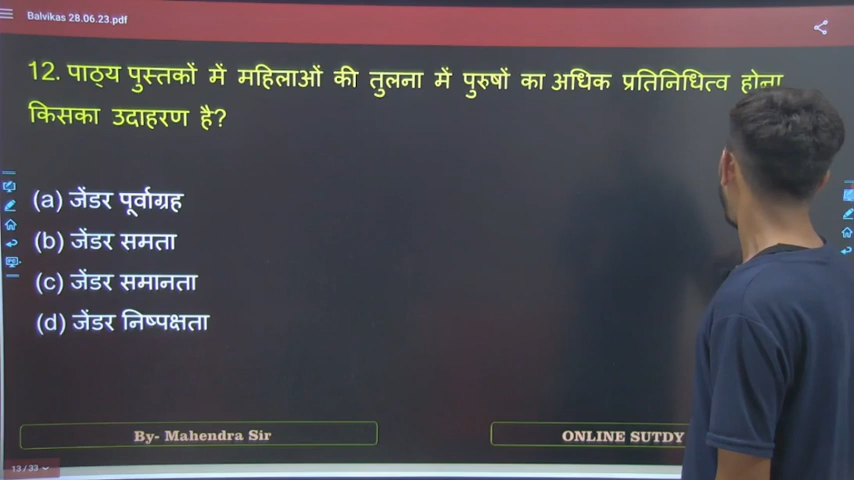 Balvikas 28.06.23.pdf
12. पाठ्य पुस्तकों में महिलाओं की तुलना में पुरुषों का अधिक प्रतिनिधित्व होना
किसका उदाहरण है?
(a) जेंडर पूर्वाग्रह
(b) जेंडर समता
(c) जेंडर समानता
(d) जेंडर निष्पक्षता
By- Mahendra Sir
ONLINE SUTDY
13 / 33